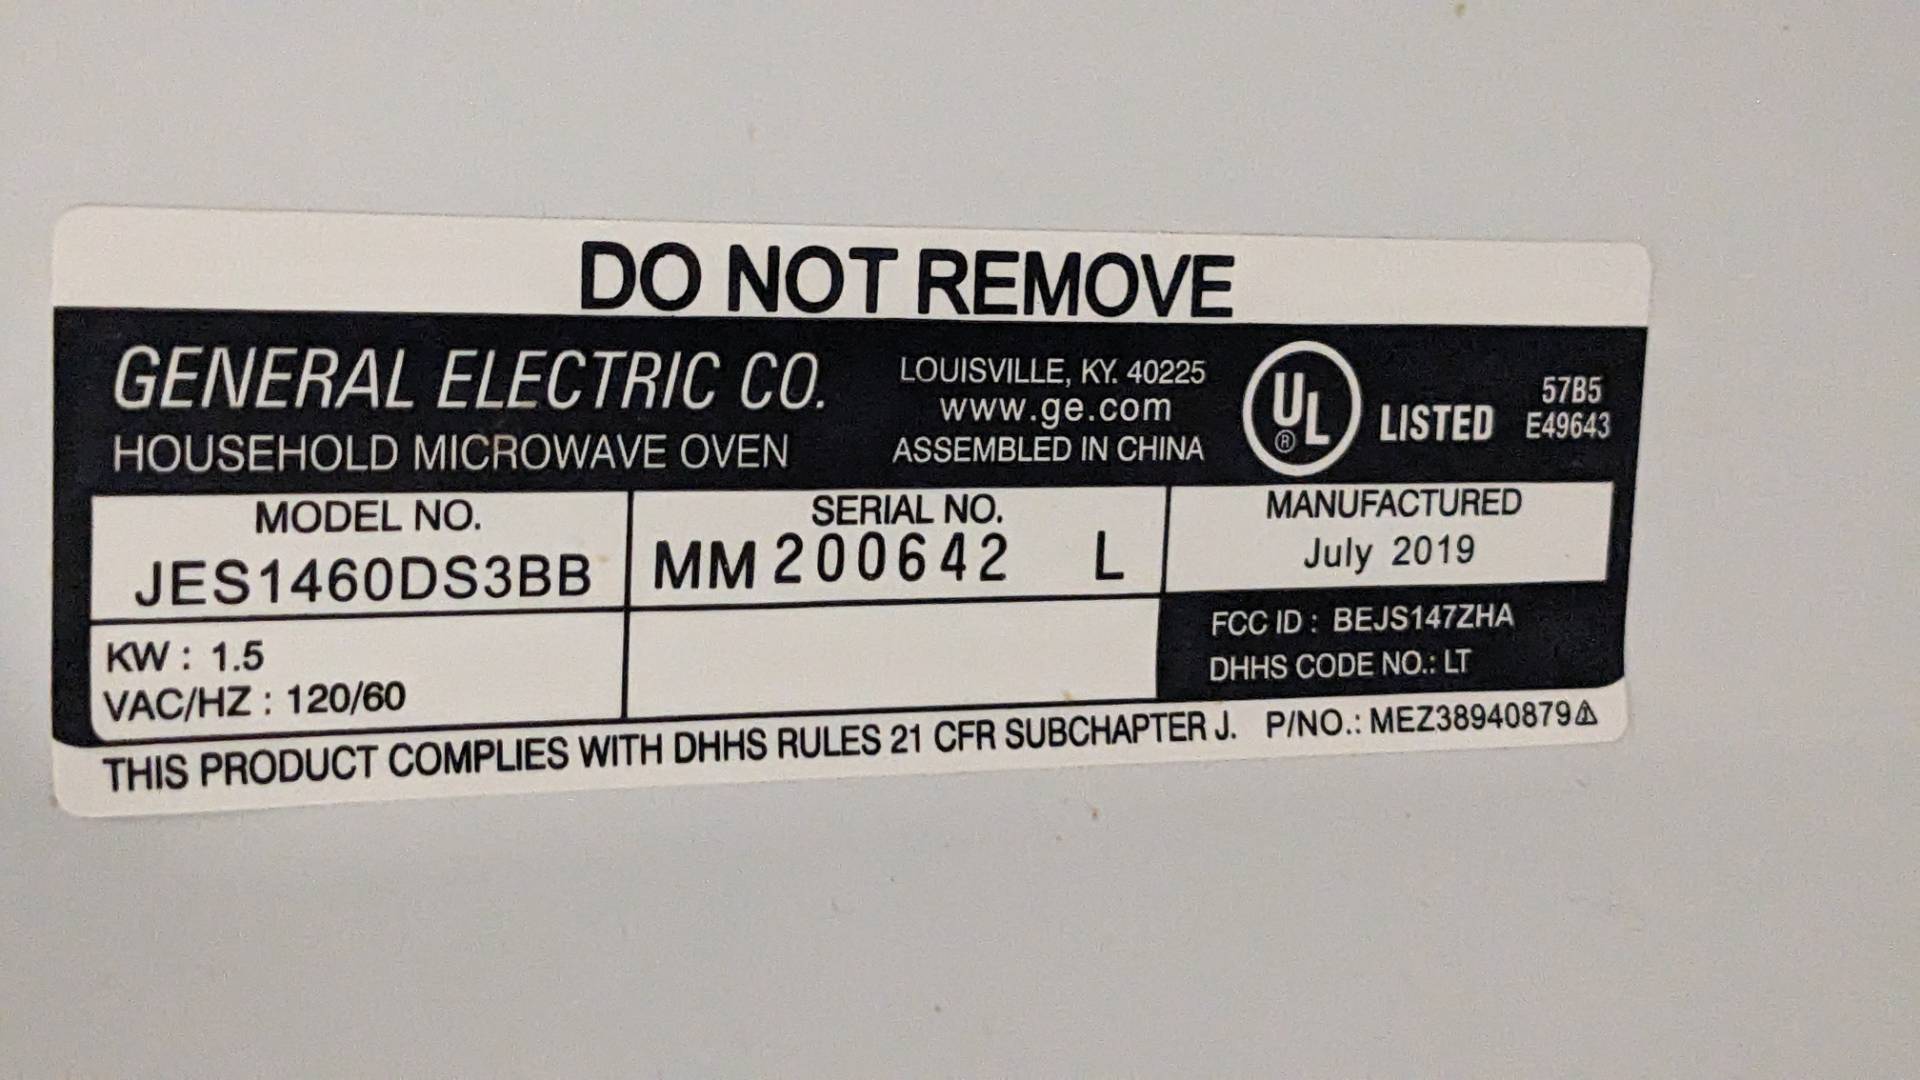 DO NOT REMOVE
GENERAL ELECTRIC CO.
HOUSEHOLD MICROWAVE OVEN
LOUISVILLE, KY. 40225
www.ge.com
ASSEMBLED IN CHINA
UL
®
LISTED
57B5
E49643
MODEL NO.
JES1460DS3BB
SERIAL NO.
MM 200642 L
MANUFACTURED
July 2019
KW : 1.5
VAC/HZ : 120/60
FCC ID : BEJS147ZHA
DHHS CODE NO.: LT
THIS PRODUCT COMPLIES WITH DHHS RULES 21 CFR SUBCHAPTER J. P/NO.: MEZ38940879⚠